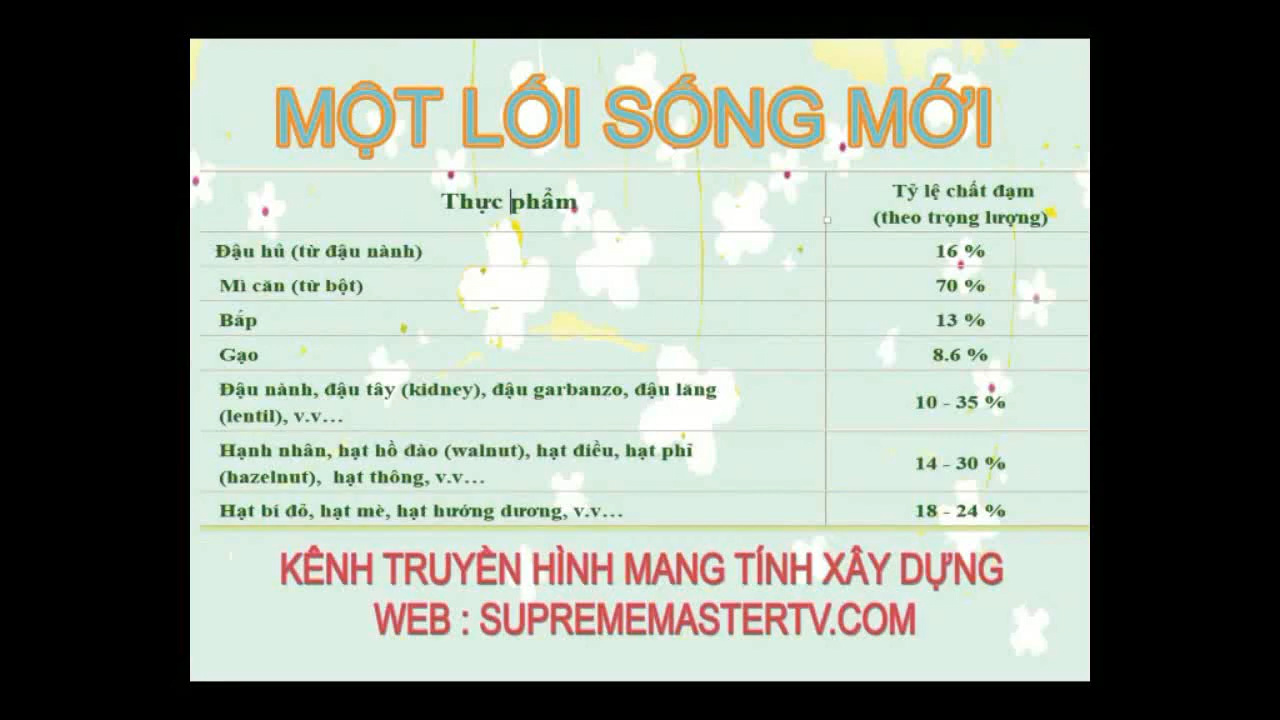 MỘT LỐI SỐNG MỚI
Thực phẩm
Tỷ lệ chất đạm
(theo trọng lượng)
Đậu hũ (từ đậu nành)
16 %
Mì căn (từ bột)
70 %
Bắp
13 %
Gạo
8.6 %
Đậu nành, đậu tây (kidney), đậu garbanzo, đậu lăng
(lentil), v.v…
10 - 35 %
Hạnh nhân, hạt hồ đào (walnut), hạt điều, hạt phỉ
(hazelnut), hạt thông, v.v…
14 - 30 %
Hạt bí đỏ, hạt mè, hạt hướng dương, v.v…
18 - 24 %
KÊNH TRUYỀN HÌNH MANG TÍNH XÂY DỰNG
WEB : SUPREMEMASTERTV.COM